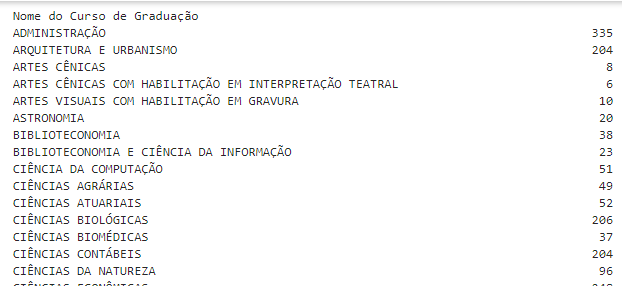 Nome do Curso de Graduação
ADMINISTRAÇÃO 335
ARQUITETURA E URBANISMO 204
ARTES CÊNICAS 8
ARTES CÊNICAS COM HABILITAÇÃO EM INTERPRETAÇÃO TEATRAL 6
ARTES VISUAIS COM HABILITAÇÃO EM GRAVURA 10
ASTRONOMIA 20
BIBLIOTECONOMIA 38
BIBLIOTECONOMIA E CIÊNCIA DA INFORMAÇÃO 23
CIÊNCIA DA COMPUTAÇÃO 51
CIÊNCIAS AGRÁRIAS 49
CIÊNCIAS ATUARIAIS 52
CIÊNCIAS BIOLÓGICAS 206
CIÊNCIAS BIOMÉDICAS 37
CIÊNCIAS CONTÁBEIS 204
CIÊNCIAS DA NATUREZA 96
CIÊNCIAS ECONÔMICAS